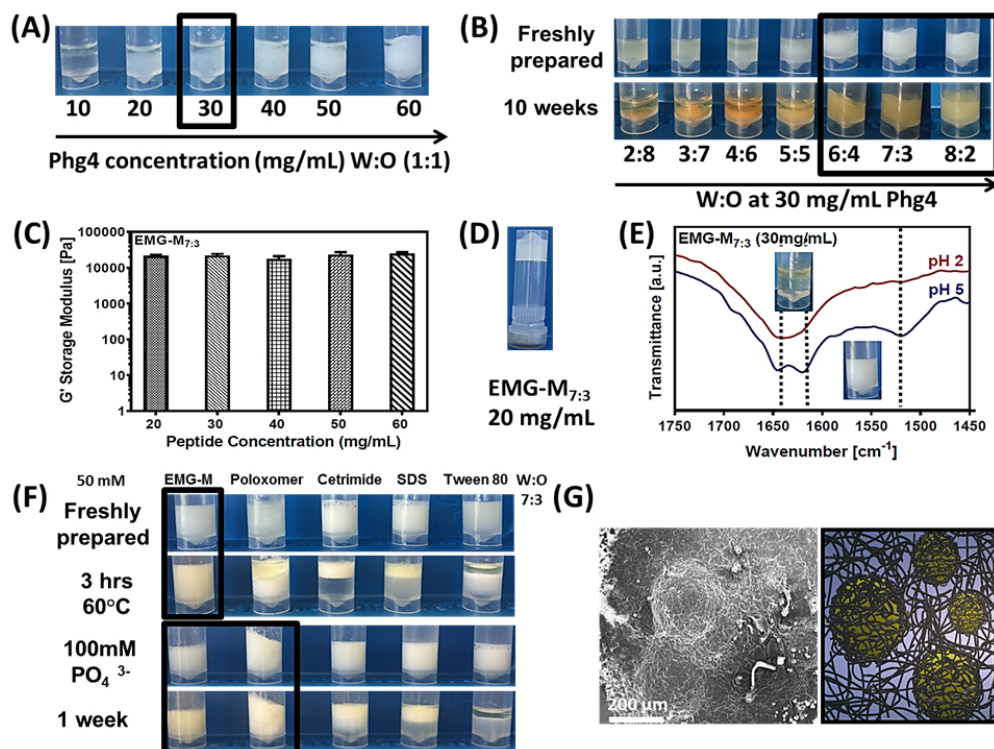 (A)
10 20 30 40 50 60
Phg4 concentration (mg/mL) W:O (1:1)
(B)
Freshly
prepared
10 weeks
2:8 3:7 4:6 5:5 6:4 7:3 8:2
W:O at 30 mg/mL Phg4
(C)
EMG-M7:3
G' Storage Modulus [Pa]
100000
10000
1000
100
10
1
20 30 40 50 60
Peptide Concentration (mg/mL)
(D)
EMG-M7:3
20 mg/mL
(E)
EMG-M7:3 (30mg/mL)
pH 2
pH 5
Transmittance [a.u.]
1750 1700 1650 1600 1550 1500 1450
Wavenumber [cm-1]
(F)
50 mM EMG-M Poloxomer Cetrimide SDS Tween 80 W:O
7:3
Freshly
prepared
3 hrs
60°C
100mM
PO4 3-
1 week
(G)
200 µm